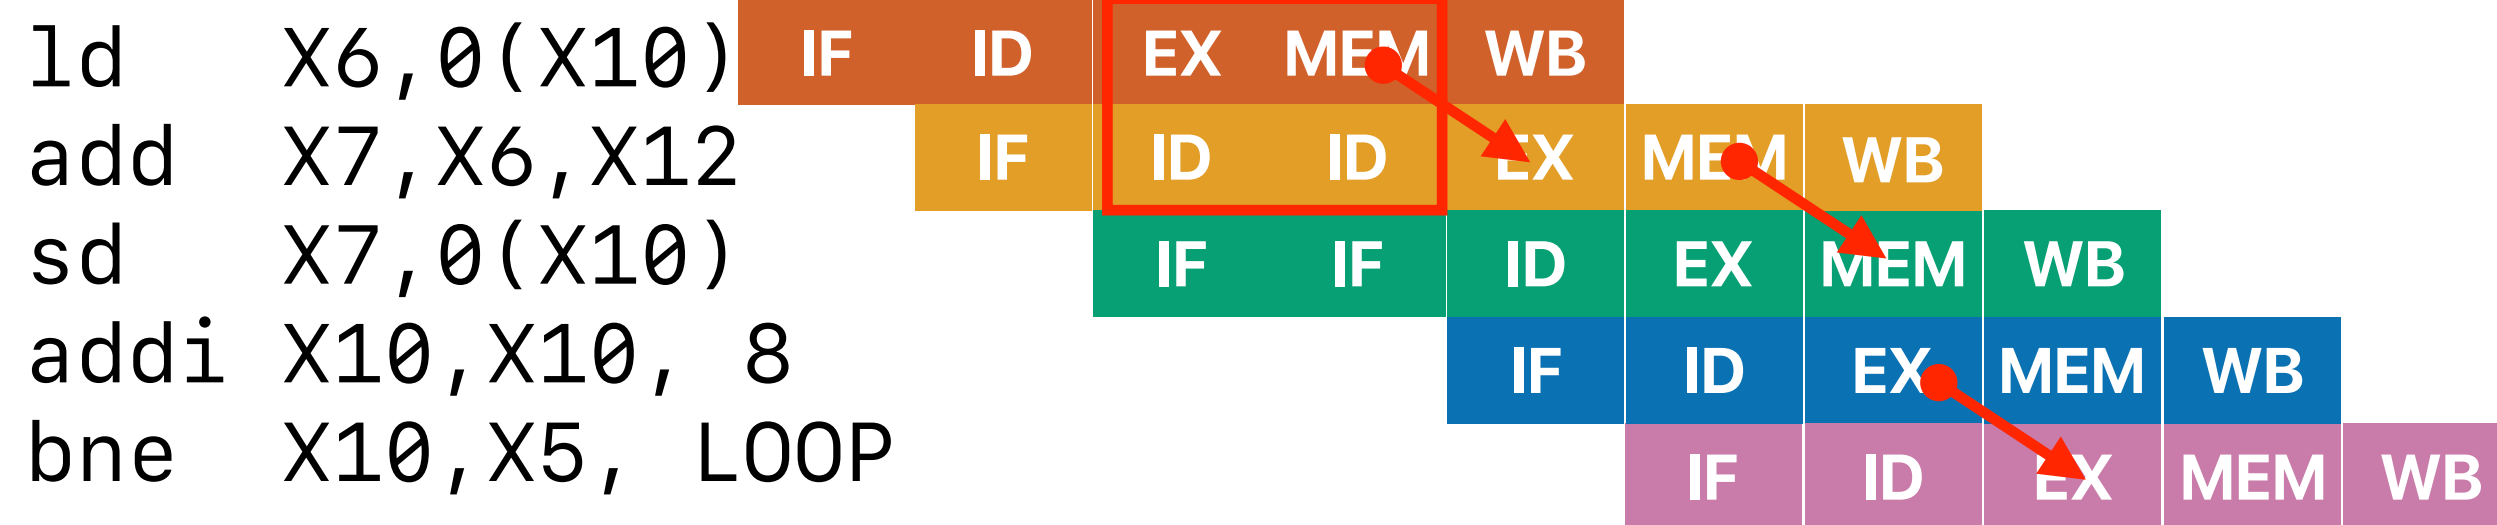 ld X6,0(X10) IF ID EX MEM WB
add X7,X6,X12 IF ID ID EX MEM WB
sd X7,0(X10) IF IF ID EX MEM WB
addi X10,X10, 8 IF ID EX MEM WB
bne X10,X5, LOOP IF ID EX MEM WB